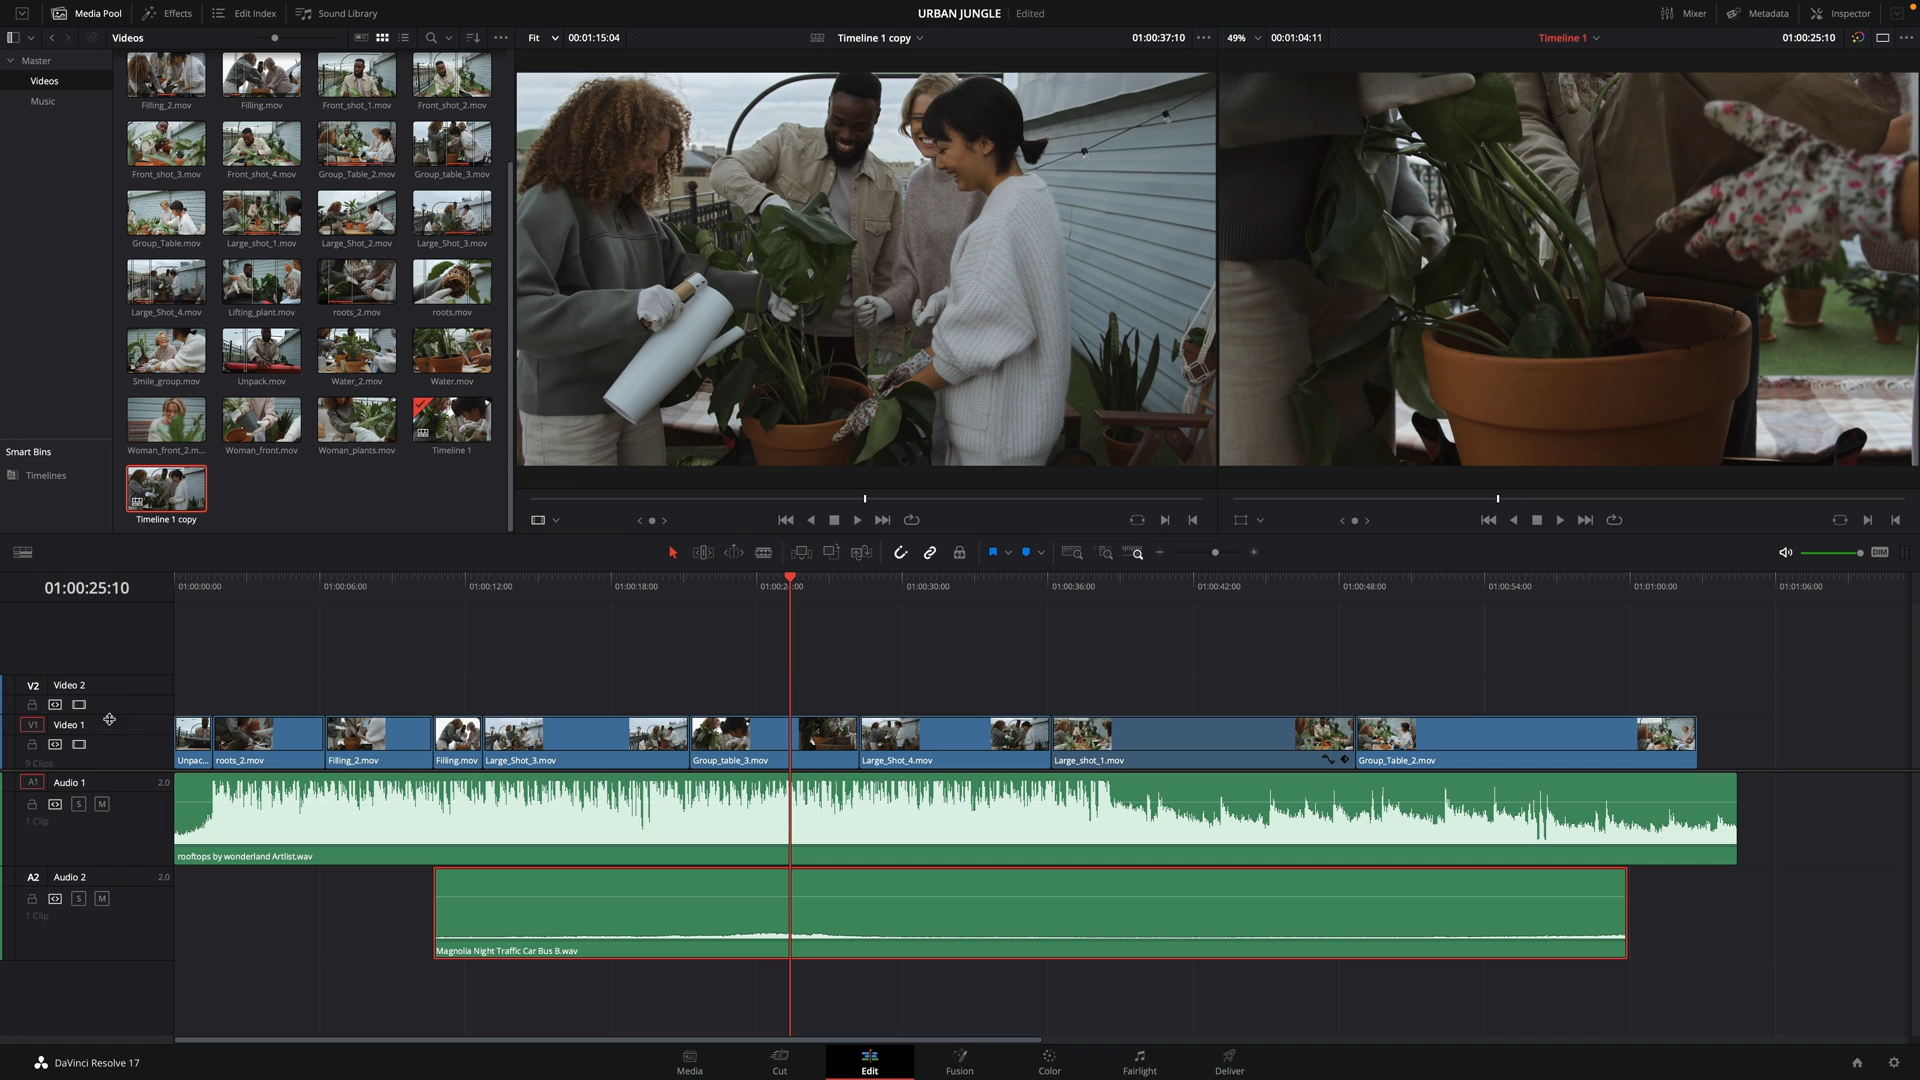 Media Pool Effects Edit Index Sound Library URBAN JUNGLE Edited Mixer Metadata Inspector
Videos Fit 00:01:15:04 Timeline 1 copy 01:00:37:10 49% 00:01:04:11 Timeline 1 01:00:25:10
Master
Videos
Music
Filling_2.mov Filling.mov Front_shot_1.mov Front_shot_2.mov
Front_shot_3.mov Front_shot_4.mov Group_Table_2.mov Group_table_3.mov
Group_Table.mov Large_shot_1.mov Large_Shot_2.mov Large_Shot_3.mov
Large_Shot_4.mov Lifting_plant.mov roots_2.mov roots.mov
Smile_group.mov Unpack.mov Water_2.mov Water.mov
Woman_front_2.m... Woman_front.mov Woman_plants.mov Timeline 1
Smart Bins
Timelines
Timeline 1 copy
DIM
01:00:25:10 01:00:00:00 01:00:06:00 01:00:12:00 01:00:18:00 01:00:30:00 01:00:36:00 01:00:42:00 01:00:48:00 01:00:54:00 01:01:00:00 01:01:06:00
V2 Video 2
V1 Video 1
9 Clips
Unpac... roots_2.mov Filling_2.mov Filling.mov Large_Shot_3.mov Group_table_3.mov Large_Shot_4.mov Large_shot_1.mov Group_Table_2.mov
A1 Audio 1 2.0
S M
1 Clip
rooftops by wonderland Artlist.wav
A2 Audio 2 2.0
S M
1 Clip
Magnolia Night Traffic Car Bus B.wav
DaVinci Resolve 17 Media Cut Edit Fusion Color Fairlight Deliver